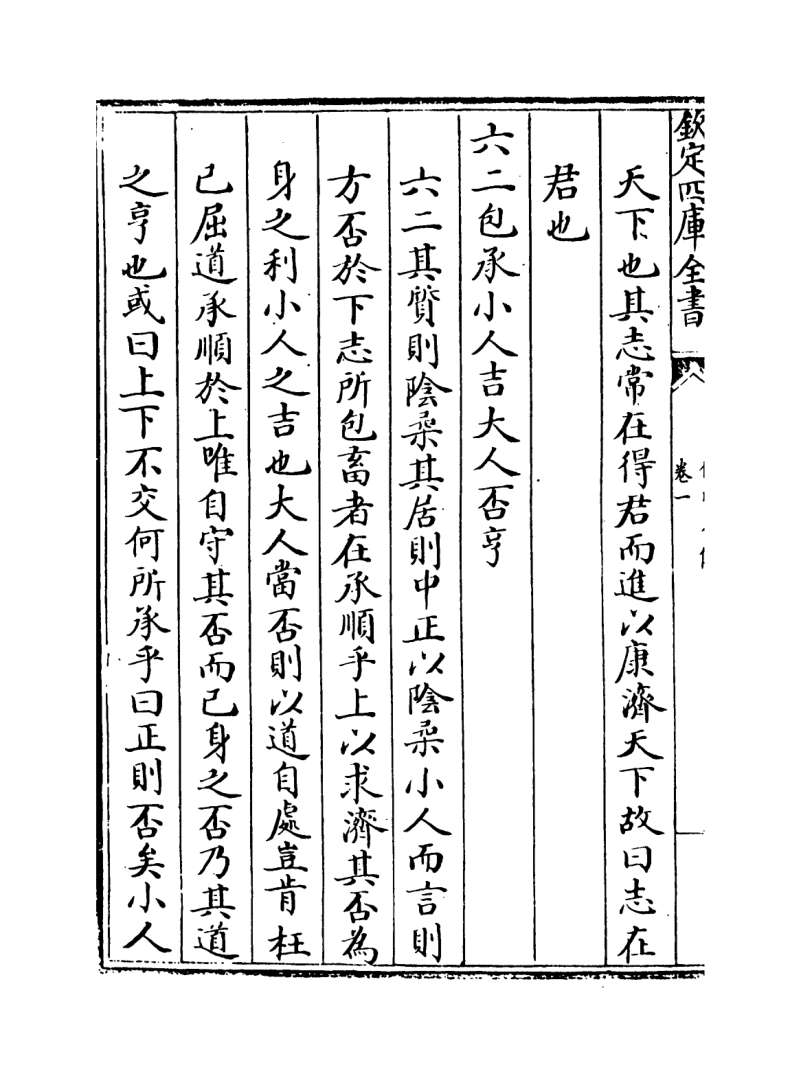 欽定四庫全書
卷一
天下也其志常在得君而進以康濟天下故曰志在
君也
六二包承小人吉大人否亨
六二其質則陰柔其居則中正以陰柔小人而言則
方否於下志所包畜者在承順乎上以求濟其否為
身之利小人之吉也大人當否則以道自處豈肯枉
已屈道承順於上唯自守其否而已身之否乃其道
之亨也或曰上下不交何所承乎曰正則否矣小人